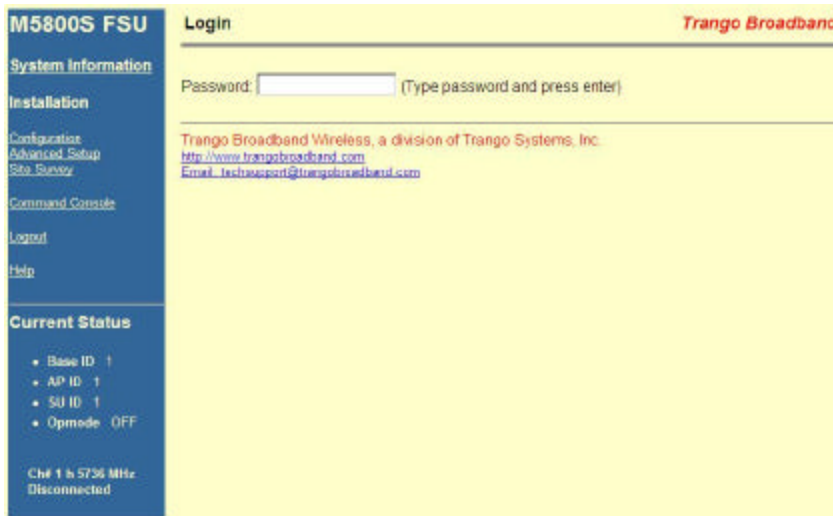 M5800S FSU
System Information
Installation
Configuration
Advanced Setup
Site Survey
Command Console
Logout
Help
Current Status
Base ID 1
AP ID 1
SU ID 1
Opmode OFF
Ch# 1 h 5736 MHz
Disconnected
Login
Trango Broadband
Password: (Type password and press enter)
Trango Broadband Wireless, a division of Trango Systems, Inc.
http://www.trangobroadband.com
Email: techsupport@trangobroadband.com